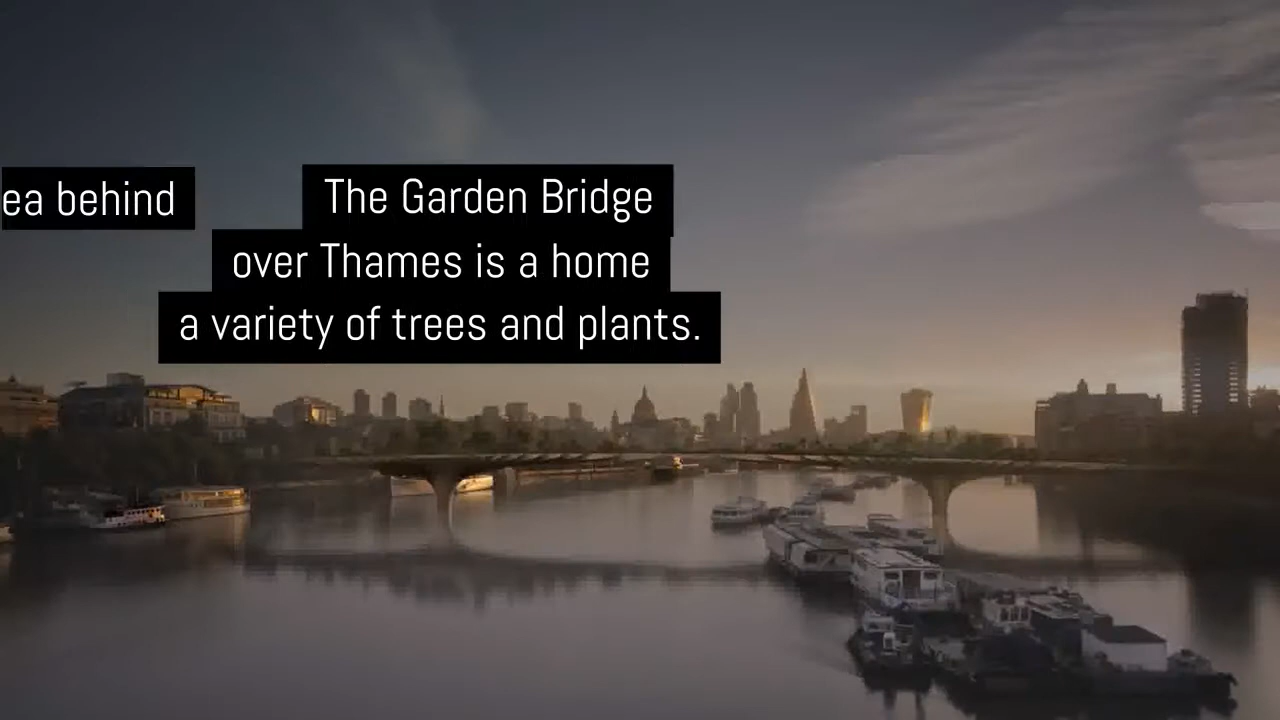 ea behind
The Garden Bridge
over Thames is a home
a variety of trees and plants.